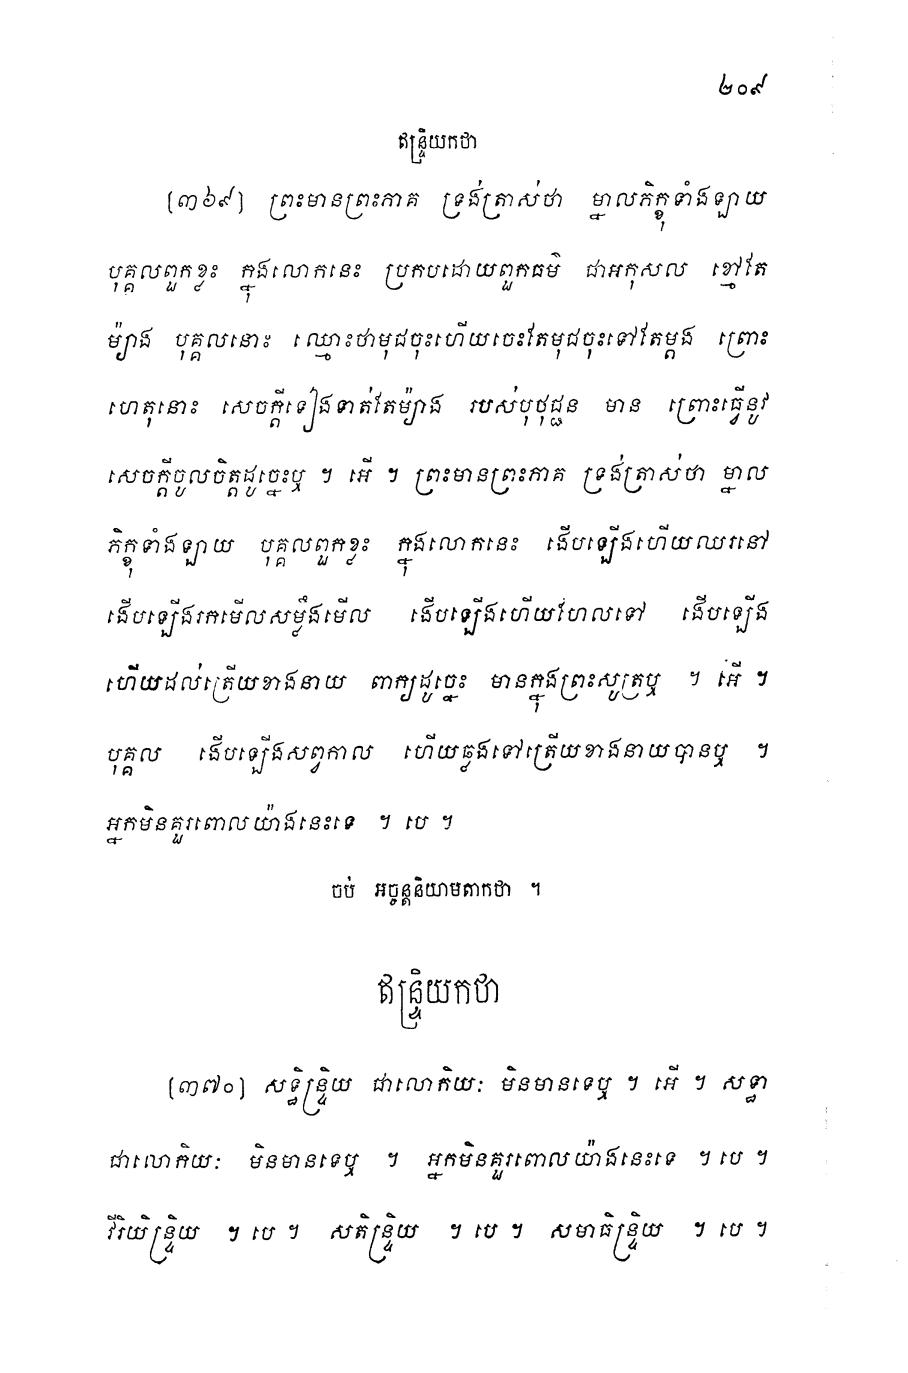 ២០៩
ឥន្ទ្រិយកថា
[៣៦៩] ព្រះមានព្រះភាគ ទ្រង់ត្រាស់ថា ម្នាលភិក្ខុទាំងឡាយ
បុគ្គលពួកខ្លះ ក្នុងលោកនេះ ប្រកបដោយពួកធម៌ ជាអកុសល ខ្មៅតែ
ម៉្យាង បុគ្គលនោះ ឈ្មោះថាមុជចុះហើយចេះតែមុជចុះទៅតែម្តង ព្រោះ
ហេតុនោះ សេចក្តីទៀងទាត់តែម៉្យាង របស់បុថុជ្ជន មាន ព្រោះធ្វើនូវ
សេចក្តីចូលចិត្តដូច្នេះឬ ។ អើ ។ ព្រះមានព្រះភាគ ទ្រង់ត្រាស់ថា ម្នាល
ភិក្ខុទាំងឡាយ បុគ្គលពួកខ្លះ ក្នុងលោកនេះ ងើបឡើងហើយឈរនៅ
ងើបឡើងរកមើលសម្លឹងមើល ងើបឡើងហើយហែលទៅ ងើបឡើង
ហើយដល់ត្រើយខាងនាយ ពាក្យដូច្នេះ មានក្នុងព្រះសូត្រឬ ។ អើ ។
បុគ្គល ងើបឡើងសព្វកាល ហើយឆ្លងទៅត្រើយខាងនាយបានឬ ។
អ្នកមិនគួរពោលយ៉ាងនេះទេ ។ បេ ។
ចប់ អច្ចន្តនិយាមតាកថា ។
ឥន្ទ្រិយកថា
[៣៧០] សទ្ធិន្ទ្រិយ ជាលោកិយៈ មិនមានទេឬ ។ អើ ។ សទ្ធា
ជាលោកិយៈ មិនមានទេឬ ។ អ្នកមិនគួរពោលយ៉ាងនេះទេ ។ បេ ។
វីរិយិន្ទ្រិយ ។ បេ ។ សតិន្ទ្រិយ ។ បេ ។ សមាធិន្ទ្រិយ ។ បេ ។